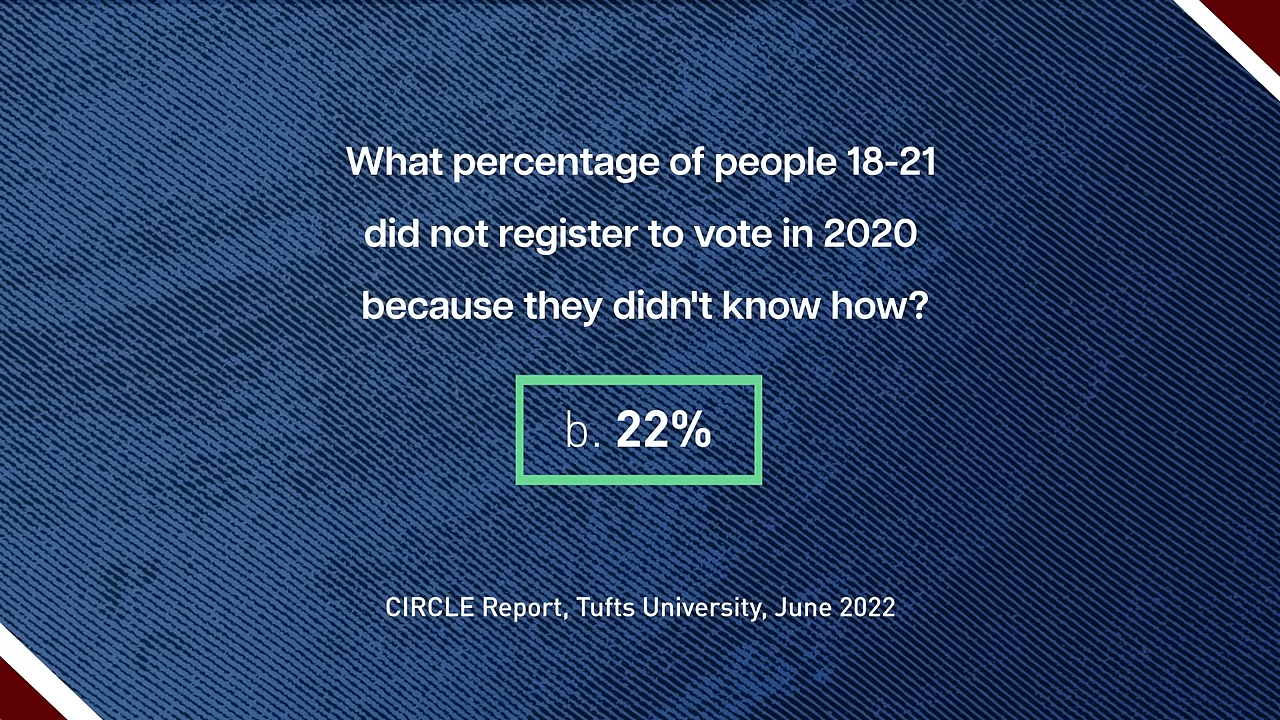 What percentage of people 18-21
did not register to vote in 2020
because they didn't know how?
b. 22%
CIRCLE Report, Tufts University, June 2022